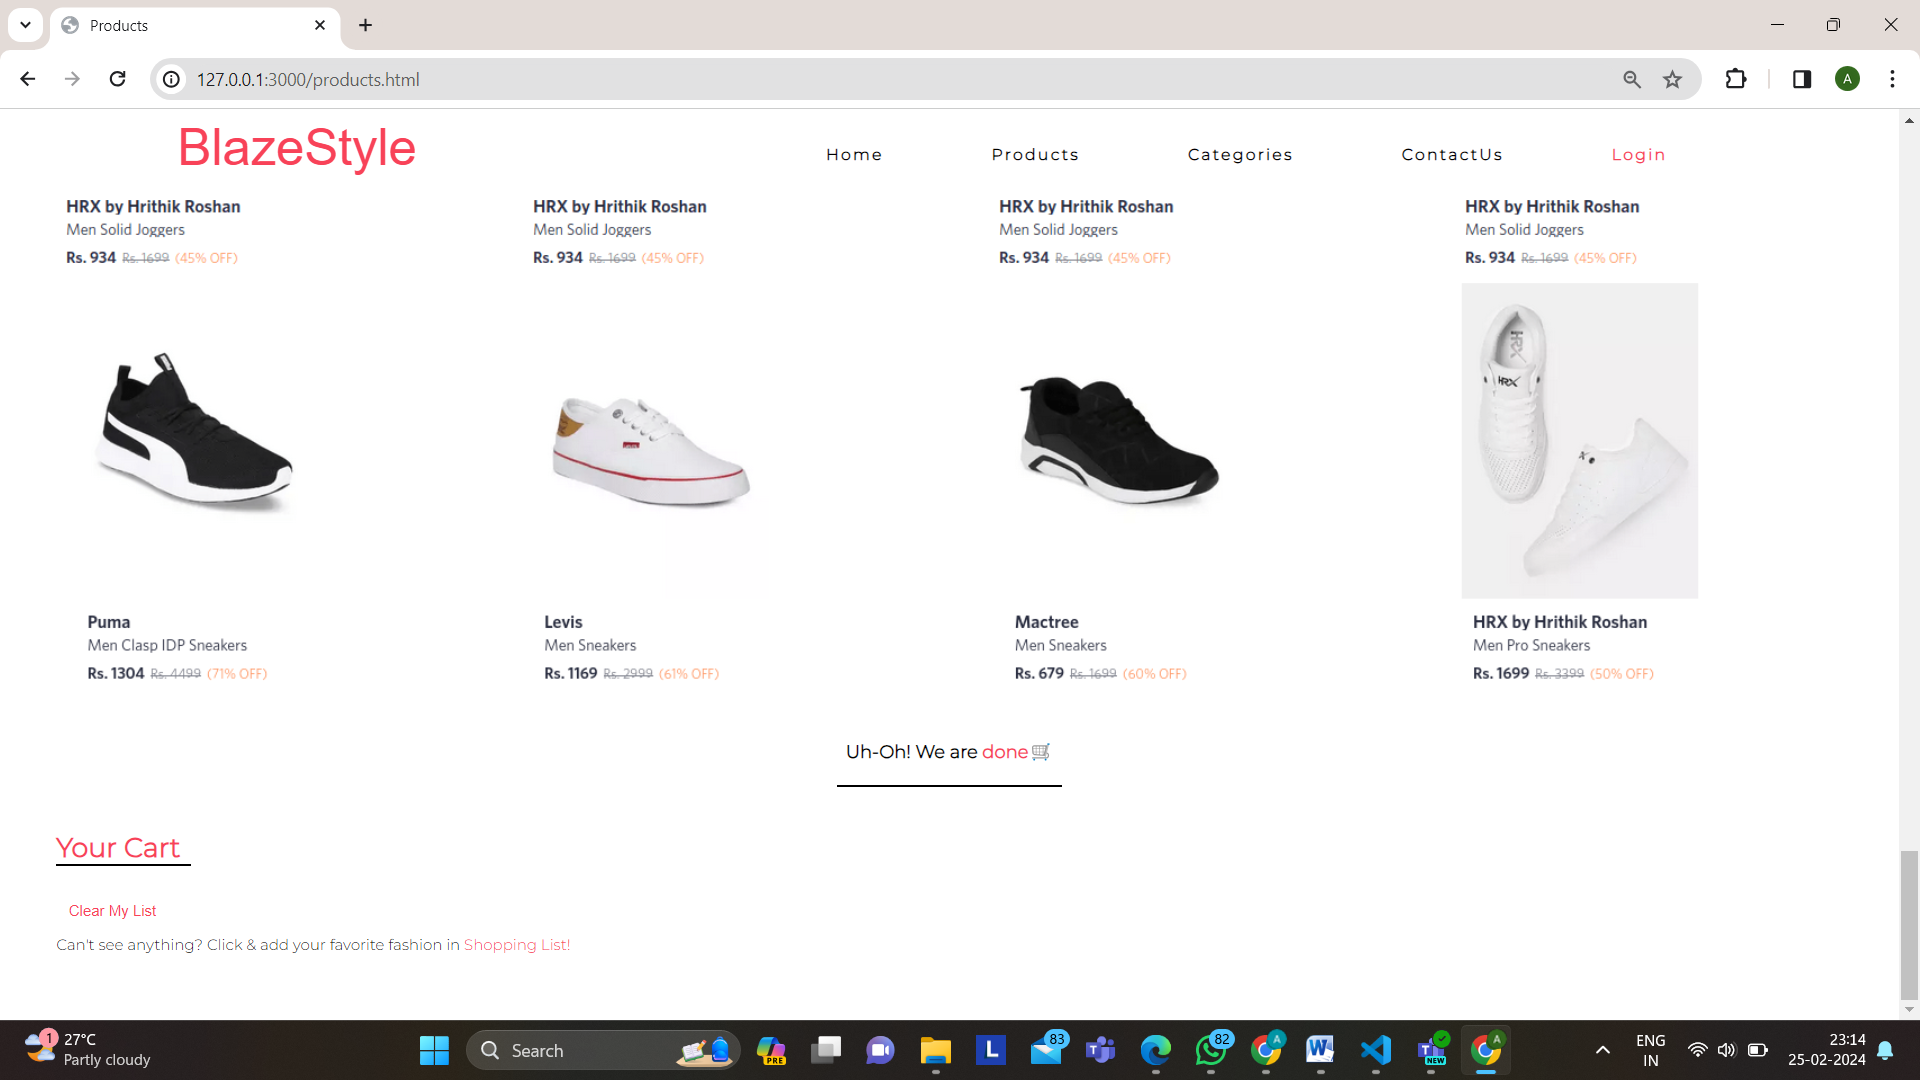 Products
127.0.0.1:3000/products.html
A
BlazeStyle
Home
Products
Categories
ContactUs
Login
HRX by Hrithik Roshan
Men Solid Joggers
Rs. 934 Rs. 1699 (45% OFF)
HRX by Hrithik Roshan
Men Solid Joggers
Rs. 934 Rs. 1699 (45% OFF)
HRX by Hrithik Roshan
Men Solid Joggers
Rs. 934 Rs. 1699 (45% OFF)
HRX by Hrithik Roshan
Men Solid Joggers
Rs. 934 Rs. 1699 (45% OFF)
HRX
HRX
Puma
Men Clasp IDP Sneakers
Rs. 1304 Rs. 4499 (71% OFF)
Levis
Men Sneakers
Rs. 1169 Rs. 2999 (61% OFF)
Mactree
Men Sneakers
Rs. 679 Rs. 1699 (60% OFF)
HRX by Hrithik Roshan
Men Pro Sneakers
Rs. 1699 Rs. 3399 (50% OFF)
Uh-Oh! We are done
Your Cart
Clear My List
Can't see anything? Click & add your favorite fashion in Shopping List!
1
27°C
Partly cloudy
Search
PRE
L
83
T
82
A
W
T
NEW
A
ENG
IN
23:14
25-02-2024